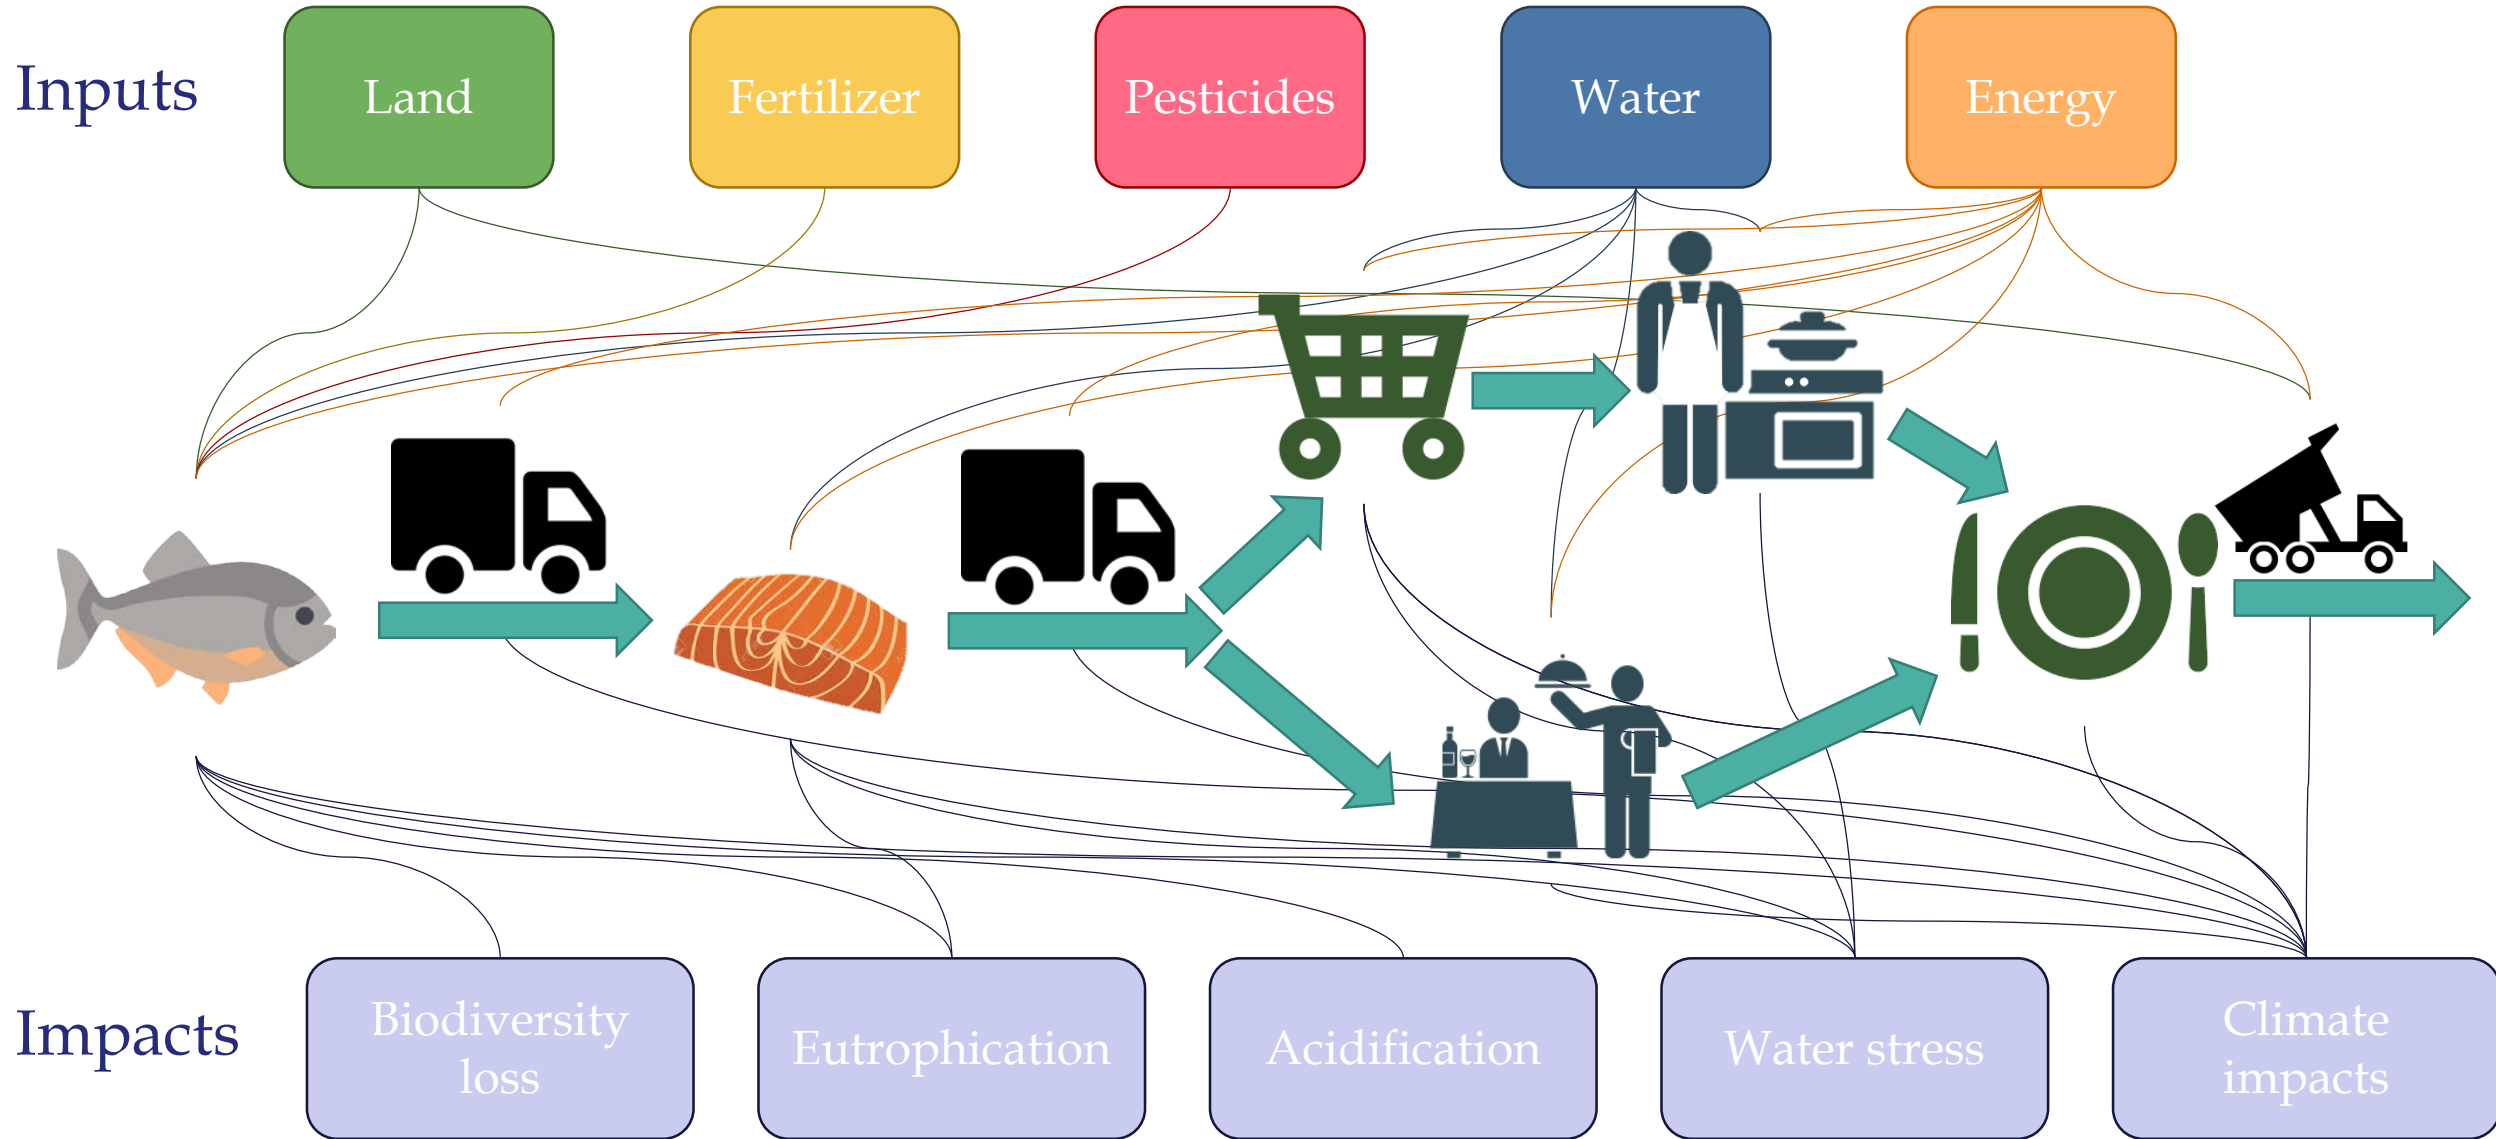 Inputs
Land
Fertilizer
Pesticides
Water
Energy
Impacts
Biodiversity
loss
Eutrophication
Acidification
Water stress
Climate
impacts